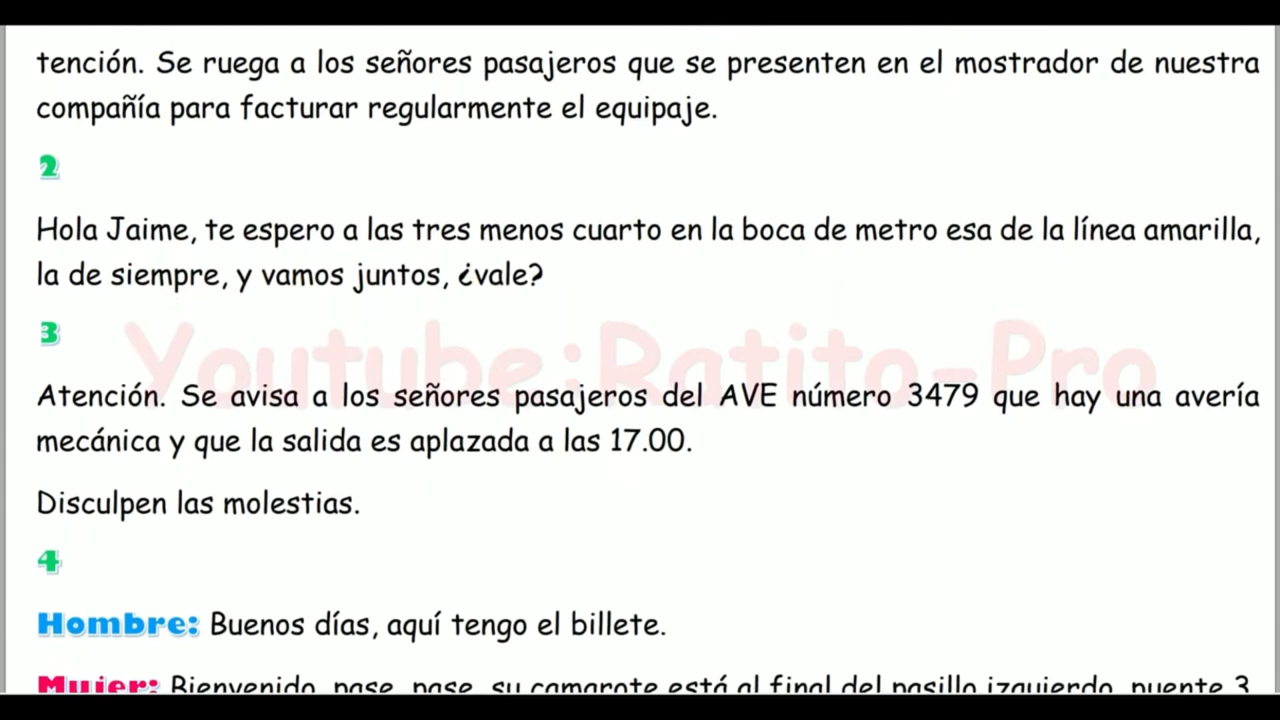 tención. Se ruega a los señores pasajeros que se presenten en el mostrador de nuestra
compañía para facturar regularmente el equipaje.
2
Hola Jaime, te espero a las tres menos cuarto en la boca de metro esa de la línea amarilla,
la de siempre, y vamos juntos, ¿vale?
3
Youtube:Ratito-Pro
Atención. Se avisa a los señores pasajeros del AVE número 3479 que hay una avería
mecánica y que la salida es aplazada a las 17.00.
Disculpen las molestias.
4
Hombre: Buenos días, aquí tengo el billete.
Mujer: Bienvenido, pase, pase, su camarote está al final del pasillo izquierdo, puente 3.